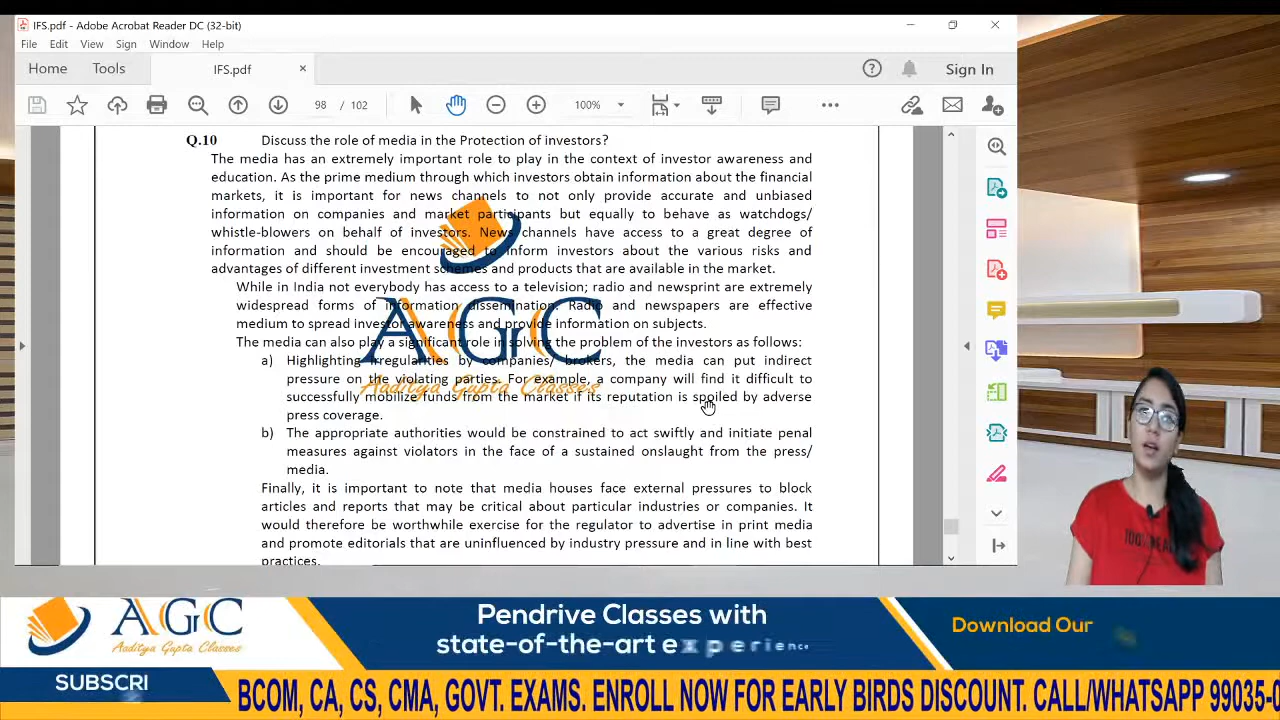 IFS.pdf - Adobe Acrobat Reader DC (32-bit)
File Edit View Sign Window Help
Home Tools IFS.pdf × Sign In
98 / 102 100%
Q.10 Discuss the role of media in the Protection of investors?
The media has an extremely important role to play in the context of investor awareness and
education. As the prime medium through which investors obtain information about the financial
markets, it is important for news channels to not only provide accurate and unbiased
information on companies and market participants but equally to behave as watchdogs/
whistle-blowers on behalf of investors. News channels have access to a great degree of
information and should be encouraged to inform investors about the various risks and
advantages of different investment schemes and products that are available in the market.
While in India not everybody has access to a television; radio and newsprint are extremely
widespread forms of information dissemination. Radio and newspapers are effective
medium to spread investor awareness and provide information on subjects.
The media can also play a significant role in solving the problem of the investors as follows:
a) Highlighting irregularities by companies/ brokers, the media can put indirect
pressure on the violating parties. For example, a company will find it difficult to
successfully mobilize funds from the market if its reputation is spoiled by adverse
press coverage.
b) The appropriate authorities would be constrained to act swiftly and initiate penal
measures against violators in the face of a sustained onslaught from the press/
media.
Finally, it is important to note that media houses face external pressures to block
articles and reports that may be critical about particular industries or companies. It
would therefore be worthwhile exercise for the regulator to advertise in print media
and promote editorials that are uninfluenced by industry pressure and in line with best
practices.
AGC
Aaditya Gupta Classes
AGC
Aaditya Gupta Classes
Pendrive Classes with
state-of-the-art experience
Download Our
SUBSCRI
BCOM, CA, CS, CMA, GOVT. EXAMS. ENROLL NOW FOR EARLY BIRDS DISCOUNT. CALL/WHATSAPP 99035-